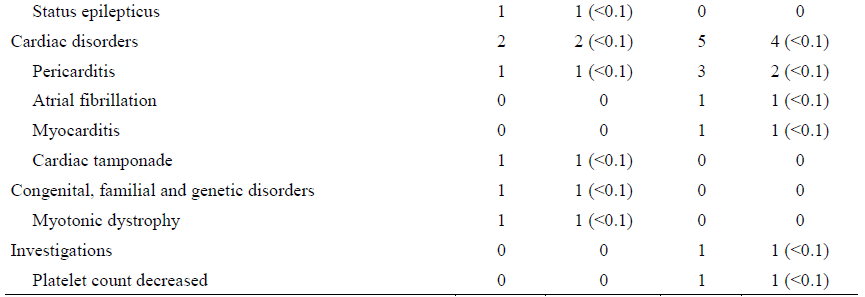 Status epilepticus 1 1 (<0.1) 0 0
Cardiac disorders 2 2 (<0.1) 5 4 (<0.1)
Pericarditis 1 1 (<0.1) 3 2 (<0.1)
Atrial fibrillation 0 0 1 1 (<0.1)
Myocarditis 0 0 1 1 (<0.1)
Cardiac tamponade 1 1 (<0.1) 0 0
Congenital, familial and genetic disorders 1 1 (<0.1) 0 0
Myotonic dystrophy 1 1 (<0.1) 0 0
Investigations 0 0 1 1 (<0.1)
Platelet count decreased 0 0 1 1 (<0.1)